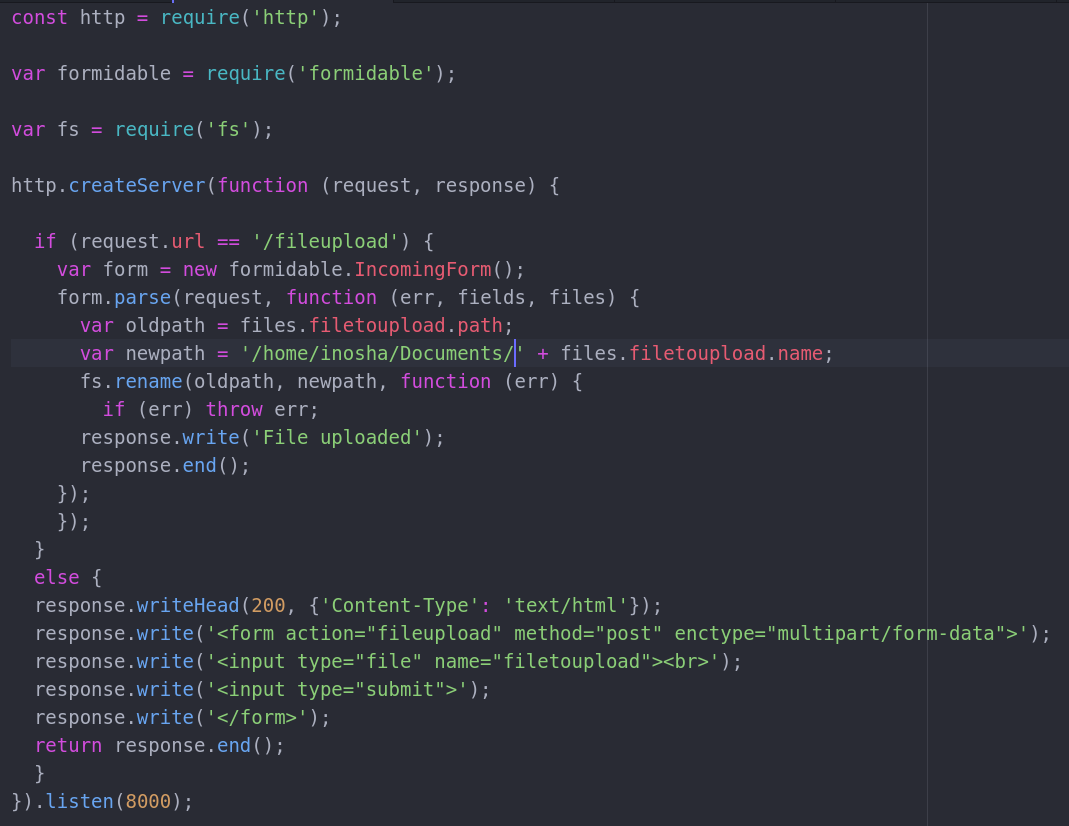 const http = require('http');
var formidable = require('formidable');
var fs = require('fs');
http.createServer(function (request, response) {
  if (request.url == '/fileupload') {
    var form = new formidable.IncomingForm();
    form.parse(request, function (err, fields, files) {
      var oldpath = files.filetoupload.path;
      var newpath = '/home/inosha/Documents/' + files.filetoupload.name;
      fs.rename(oldpath, newpath, function (err) {
        if (err) throw err;
      response.write('File uploaded');
      response.end();
    });
    });
  }
  else {
  response.writeHead(200, {'Content-Type': 'text/html'});
  response.write('<form action="fileupload" method="post" enctype="multipart/form-data">');
  response.write('<input type="file" name="filetoupload"><br>');
  response.write('<input type="submit">');
  response.write('</form>');
  return response.end();
  }
}).listen(8000);